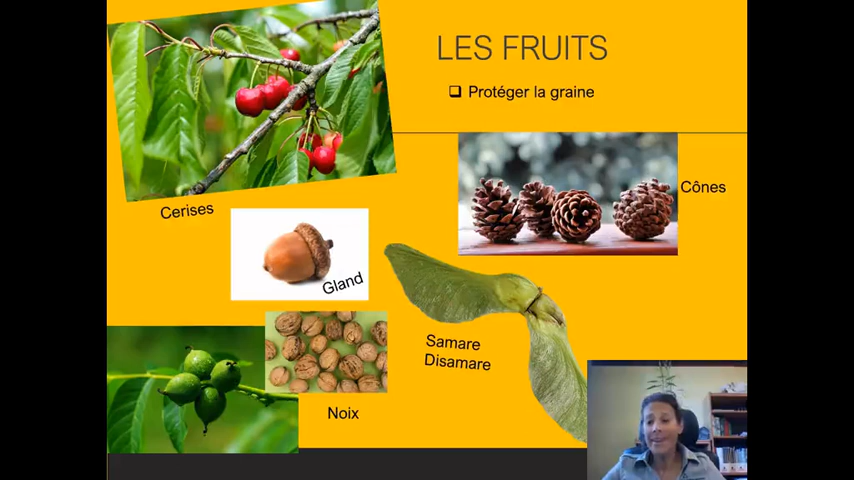 LES FRUITS
Protéger la graine
Cônes
Cerises
Gland
Samare
Disamare
Noix